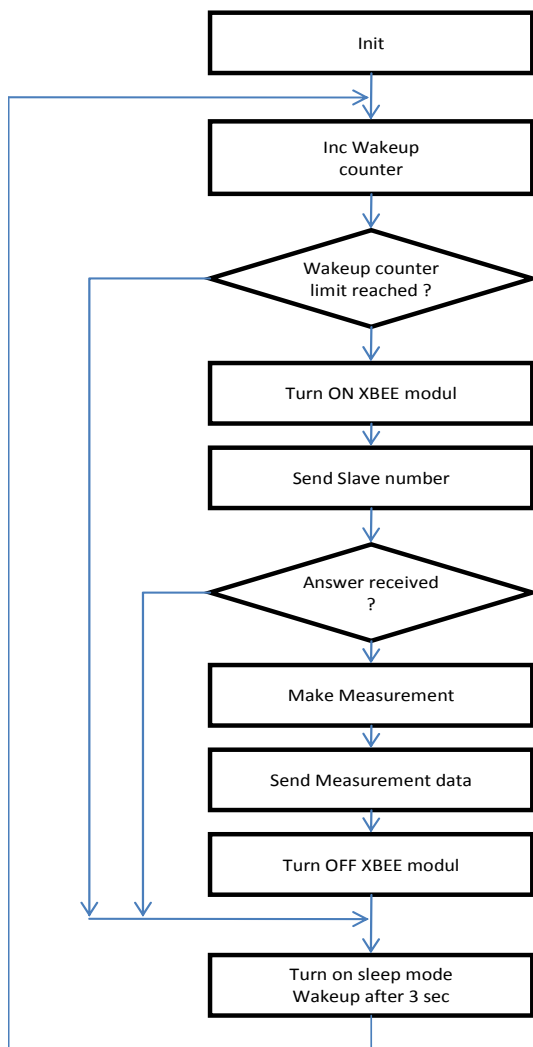 Init
Inc Wakeup
counter
Wakeup counter
limit reached ?
Turn ON XBEE modul
Send Slave number
Answer received
?
Make Measurement
Send Measurement data
Turn OFF XBEE modul
Turn on sleep mode
Wakeup after 3 sec